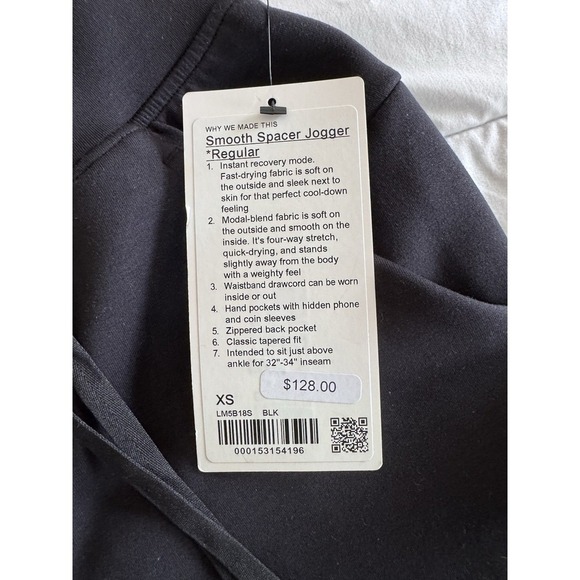 WHY WE MADE THIS
Smooth Spacer Jogger
*Regular
1. Instant recovery mode.
Fast-drying fabric is soft on
the outside and sleek next to
skin for that perfect cool-down
feeling
2. Modal-blend fabric is soft on
the outside and smooth on the
inside. It's four-way stretch,
quick-drying, and stands
slightly away from the body
with a weighty feel
3. Waistband drawcord can be worn
inside or out
4. Hand pockets with hidden phone
and coin sleeves
5. Zippered back pocket
6. Classic tapered fit
7. Intended to sit just above
ankle for 32"-34" inseam
$128.00
XS
LM5B18S BLK
000153154196